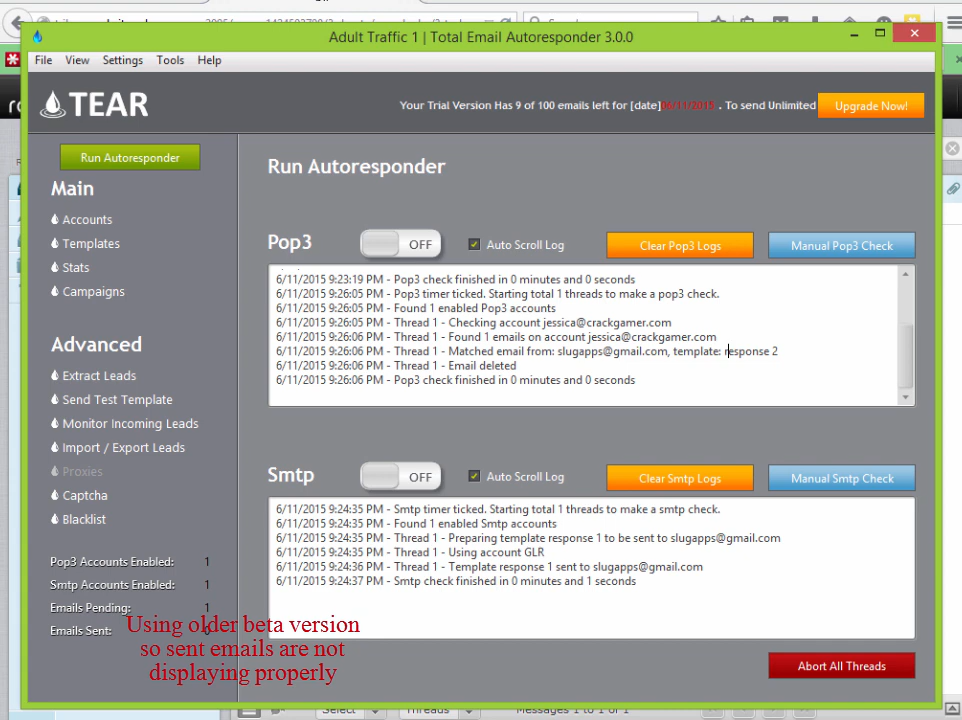 Adult Traffic 1 | Total Email Autoresponder 3.0.0
File View Settings Tools Help
TEAR
Your Trial Version Has 9 of 100 emails left for [date]06/11/2015 . To send Unlimited
Upgrade Now!
Run Autoresponder
Main
Accounts
Templates
Stats
Campaigns
Advanced
Extract Leads
Send Test Template
Monitor Incoming Leads
Import / Export Leads
Proxies
Captcha
Blacklist
Pop3 Accounts Enabled: 1
Smtp Accounts Enabled: 1
Emails Pending: 1
Emails Sent: 0
Using older beta version
so sent emails are not
displaying properly
Run Autoresponder
Pop3 OFF Auto Scroll Log Clear Pop3 Logs Manual Pop3 Check
6/11/2015 9:23:19 PM - Pop3 check finished in 0 minutes and 0 seconds
6/11/2015 9:26:05 PM - Pop3 timer ticked. Starting total 1 threads to make a pop3 check.
6/11/2015 9:26:05 PM - Found 1 enabled Pop3 accounts
6/11/2015 9:26:05 PM - Thread 1 - Checking account jessica@crackgamer.com
6/11/2015 9:26:06 PM - Thread 1 - Found 1 emails on account jessica@crackgamer.com
6/11/2015 9:26:06 PM - Thread 1 - Matched email from: slugapps@gmail.com, template: response 2
6/11/2015 9:26:06 PM - Thread 1 - Email deleted
6/11/2015 9:26:06 PM - Pop3 check finished in 0 minutes and 0 seconds
Smtp OFF Auto Scroll Log Clear Smtp Logs Manual Smtp Check
6/11/2015 9:24:35 PM - Smtp timer ticked. Starting total 1 threads to make a smtp check.
6/11/2015 9:24:35 PM - Found 1 enabled Smtp accounts
6/11/2015 9:24:35 PM - Thread 1 - Preparing template response 1 to be sent to slugapps@gmail.com
6/11/2015 9:24:35 PM - Thread 1 - Using account GLR
6/11/2015 9:24:36 PM - Thread 1 - Template response 1 sent to slugapps@gmail.com
6/11/2015 9:24:37 PM - Smtp check finished in 0 minutes and 1 seconds
Abort All Threads
Select Threads Messages 1 to 1 of 1